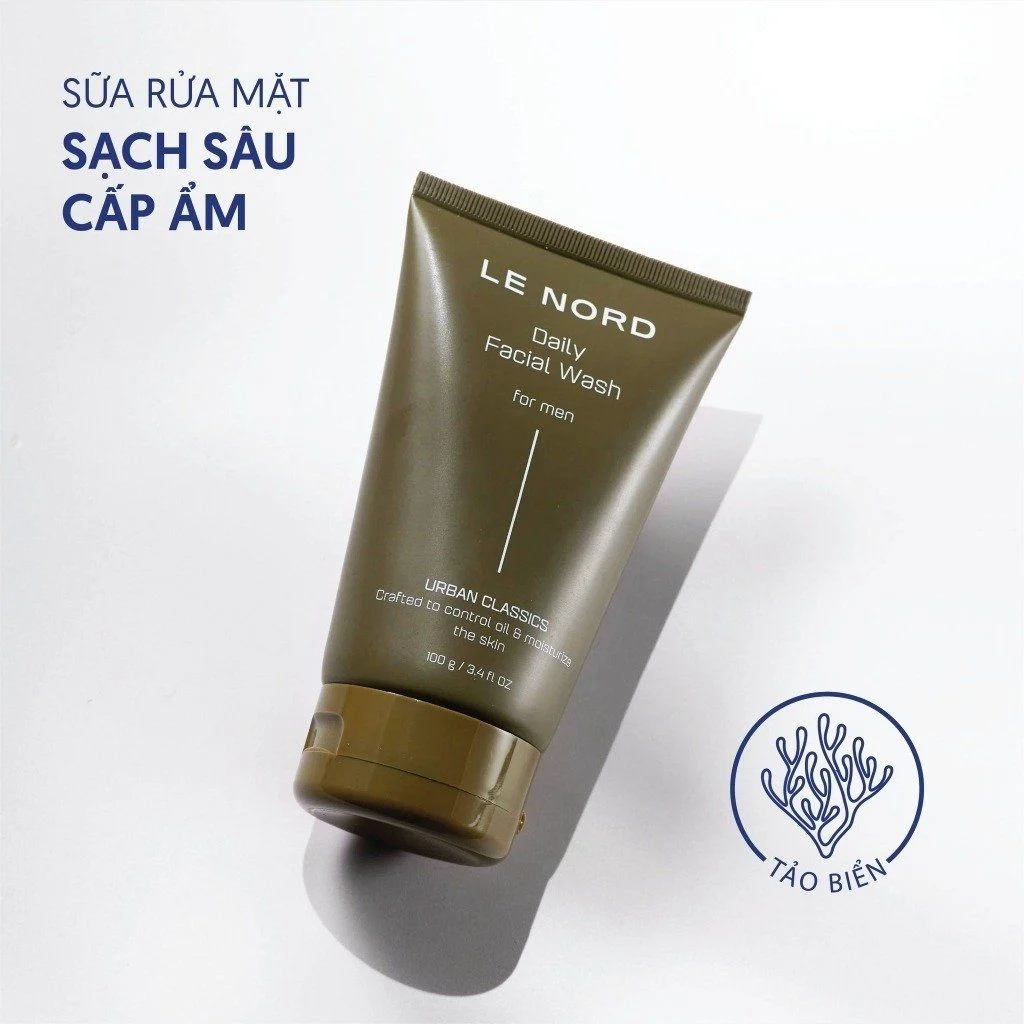 SỮA RỬA MẶT
SẠCH SÂU
CẤP ẨM
LE NORD
Daily
Facial Wash
for men
URBAN CLASSICS
Crafted to control oil & moisturize
the skin
100 g / 3.4 fl OZ
TẢO BIỂN